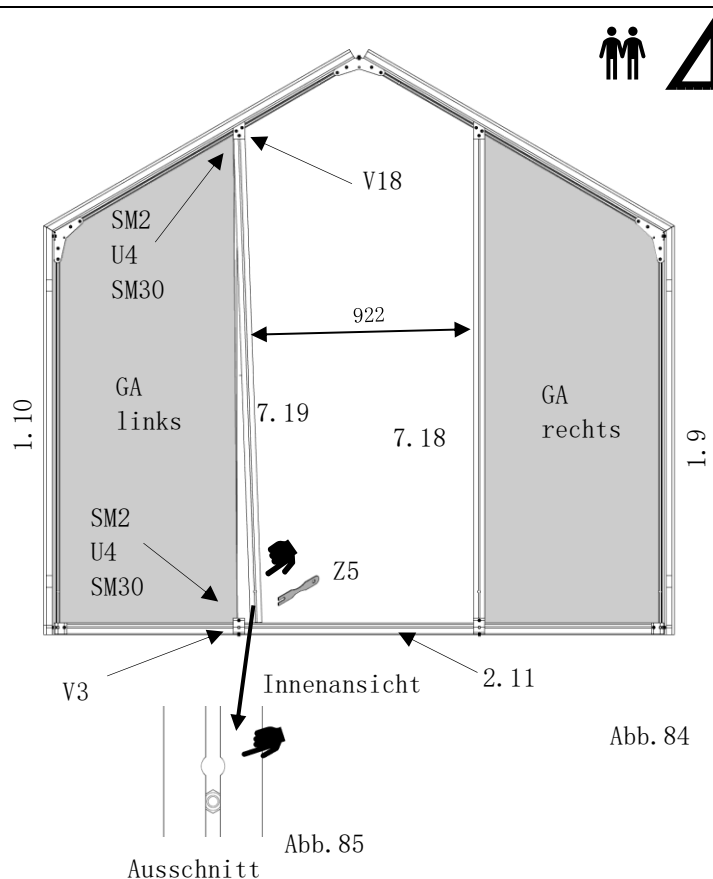 V18
SM2
U4
SM30
922
GA
links
GA
rechts
1.10
7.19
7.18
1.9
SM2
U4
SM30
Z5
V3
Innenansicht
2.11
Abb.84
Abb.85
Ausschnitt